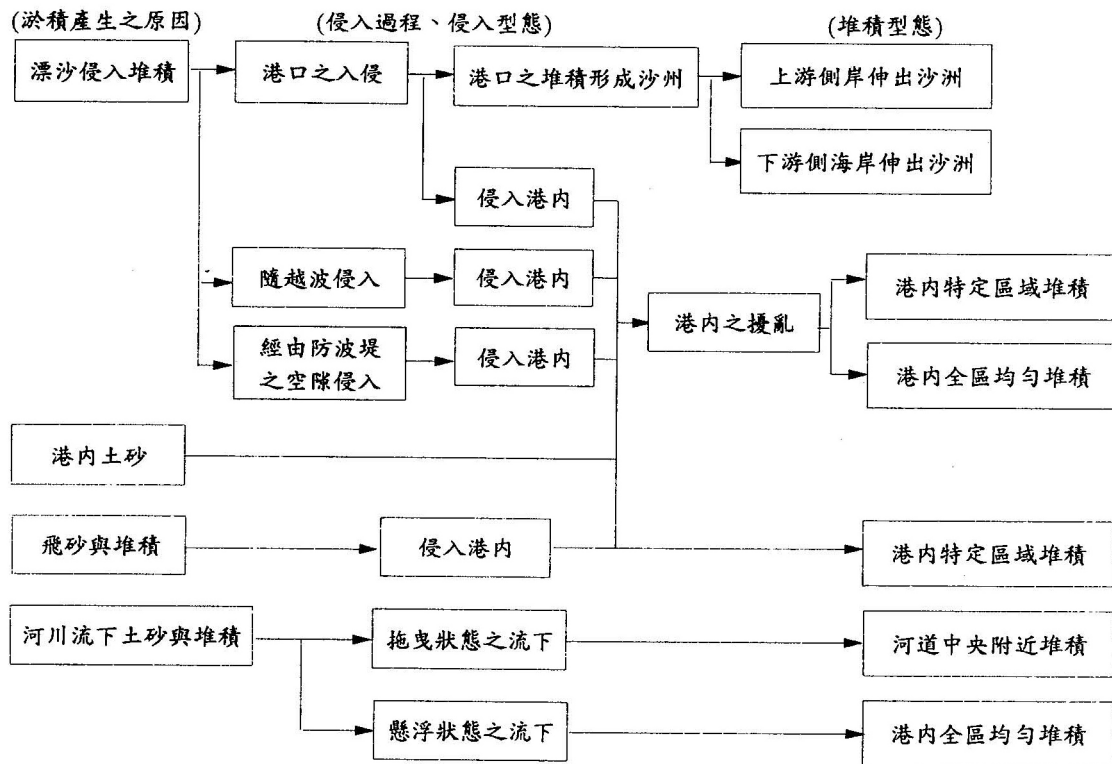 (淤積產生之原因)
(侵入過程、侵入型態)
(堆積型態)
漂沙侵入堆積
港口之入侵
港口之堆積形成沙州
上游側岸伸出沙洲
下游側海岸伸出沙洲
侵入港內
隨越波侵入
侵入港內
港內特定區域堆積
港內之擾亂
經由防波堤
之空隙侵入
侵入港內
港內全區均勻堆積
港內土砂
飛砂與堆積
侵入港內
港內特定區域堆積
河川流下土砂與堆積
拖曳狀態之流下
河道中央附近堆積
懸浮狀態之流下
港內全區均勻堆積